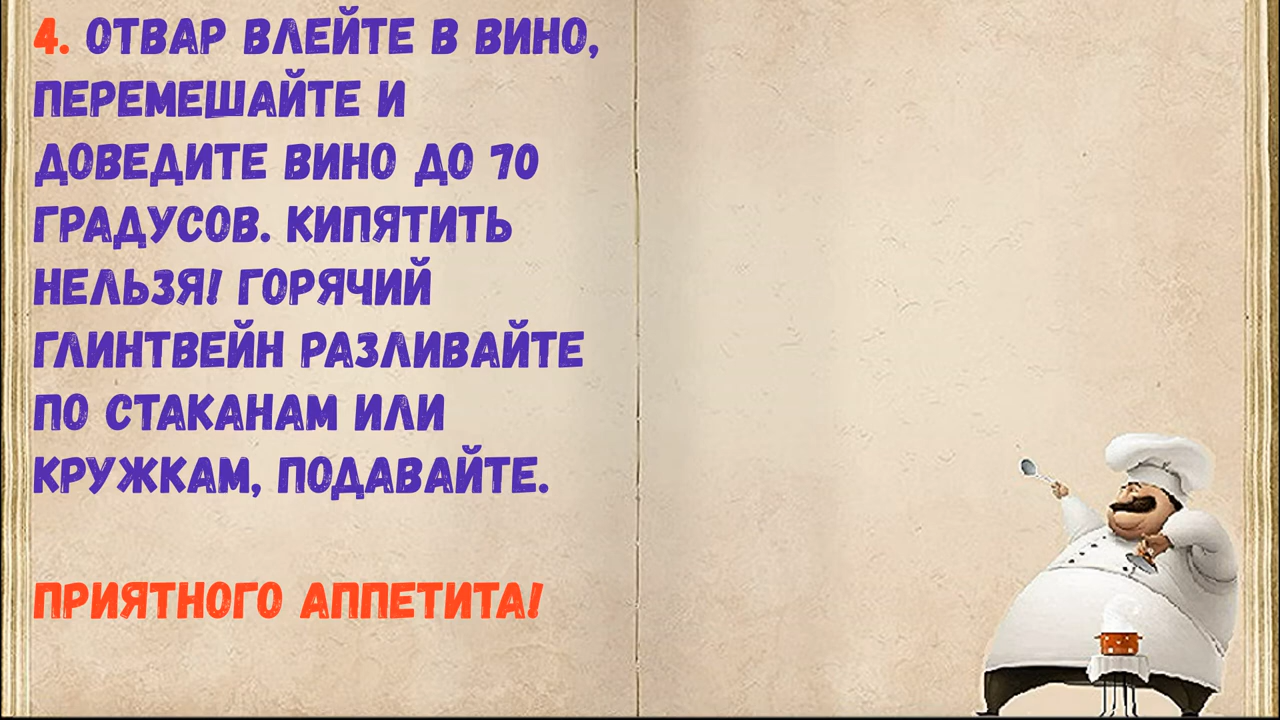 4. ОТВАР ВЛЕЙТЕ В ВИНО,
ПЕРЕМЕШАЙТЕ И
ДОВЕДИТЕ ВИНО ДО 70
ГРАДУСОВ. КИПЯТИТЬ
НЕЛЬЗЯ! ГОРЯЧИЙ
ГЛИНТВЕЙН РАЗЛИВАЙТЕ
ПО СТАКАНАМ ИЛИ
КРУЖКАМ, ПОДАВАЙТЕ.
ПРИЯТНОГО АППЕТИТА!